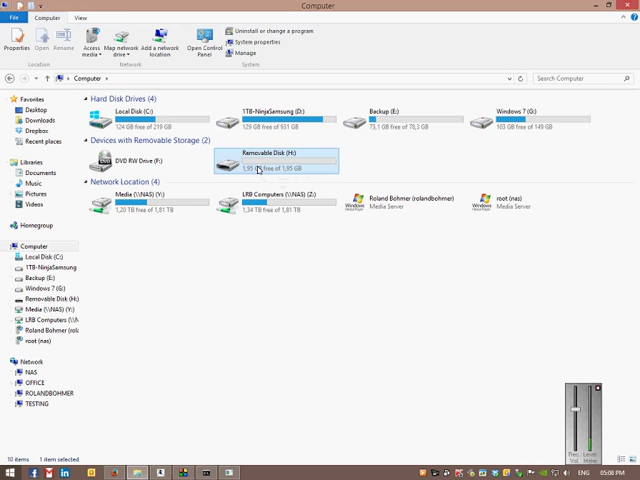 Computer
File
Computer
View
Properties
Open
Rename
Access media
Map network drive
Add a network location
Open Control Panel
Uninstall or change a program
System properties
Manage
Location
Network
System
Computer
Search Computer
Favorites
Desktop
Downloads
Dropbox
Recent places
Libraries
Documents
Music
Pictures
Videos
Homegroup
Computer
Local Disk (C:)
1TB-NinjaSamsung
Backup (E:)
Windows 7 (G:)
Removable Disk (H:)
Media (\\NAS) (Y:)
LRB Computers (\\N
Roland Bohmer (rola
root (nas)
Network
NAS
OFFICE
ROLANDBOHMER
TESTING
Hard Disk Drives (4)
Local Disk (C:)
124 GB free of 219 GB
1TB-NinjaSamsung (D:)
129 GB free of 931 GB
Backup (E:)
73,1 GB free of 78,3 GB
Windows 7 (G:)
103 GB free of 149 GB
Devices with Removable Storage (2)
DVD RW Drive (F:)
Removable Disk (H:)
1,95 GB free of 1,95 GB
Network Location (4)
Media (\\NAS) (Y:)
1,20 TB free of 1,81 TB
LRB Computers (\\NAS) (Z:)
1,34 TB free of 1,81 TB
Roland Bohmer (rolandbohmer)
Media Server
root (nas)
Media Server
Rec. Vol.
Level Meter
10 items
1 item selected
ENG
05:08 PM